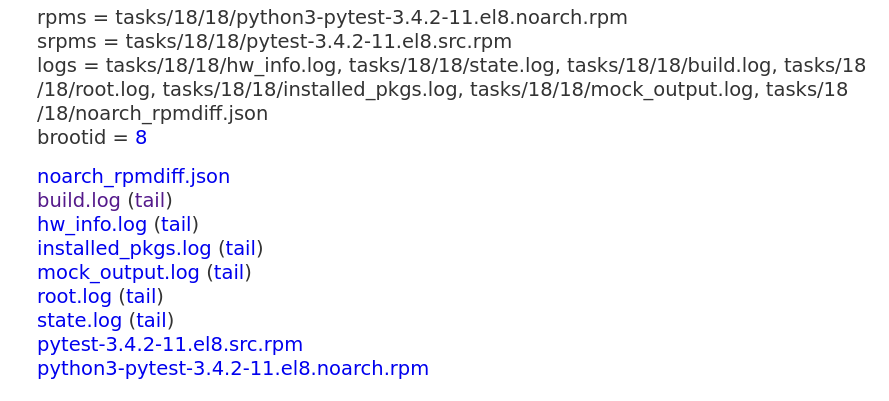 rpms = tasks/18/18/python3-pytest-3.4.2-11.el8.noarch.rpm
srpms = tasks/18/18/pytest-3.4.2-11.el8.src.rpm
logs = tasks/18/18/hw_info.log, tasks/18/18/state.log, tasks/18/18/build.log, tasks/18
/18/root.log, tasks/18/18/installed_pkgs.log, tasks/18/18/mock_output.log, tasks/18
/18/noarch_rpmdiff.json
brootid = 8
noarch_rpmdiff.json
build.log (tail)
hw_info.log (tail)
installed_pkgs.log (tail)
mock_output.log (tail)
root.log (tail)
state.log (tail)
pytest-3.4.2-11.el8.src.rpm
python3-pytest-3.4.2-11.el8.noarch.rpm